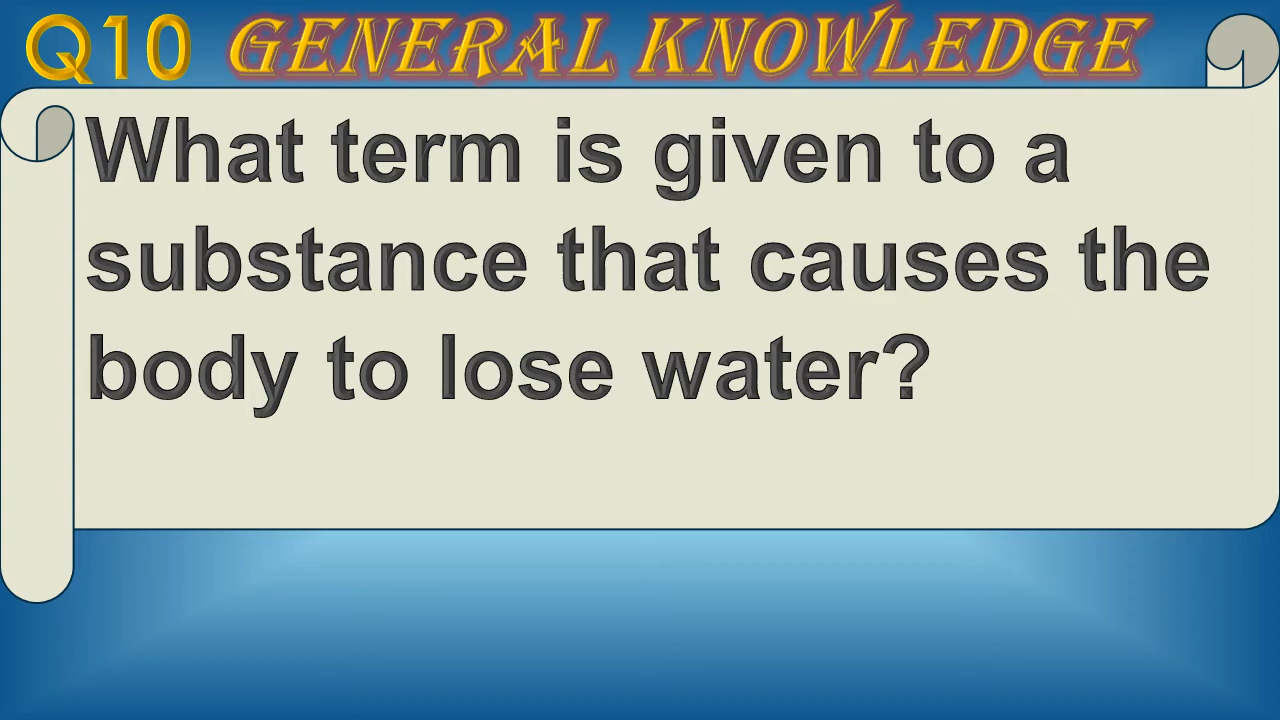 Q10 GENERAL KNOWLEDGE
What term is given to a
substance that causes the
body to lose water?